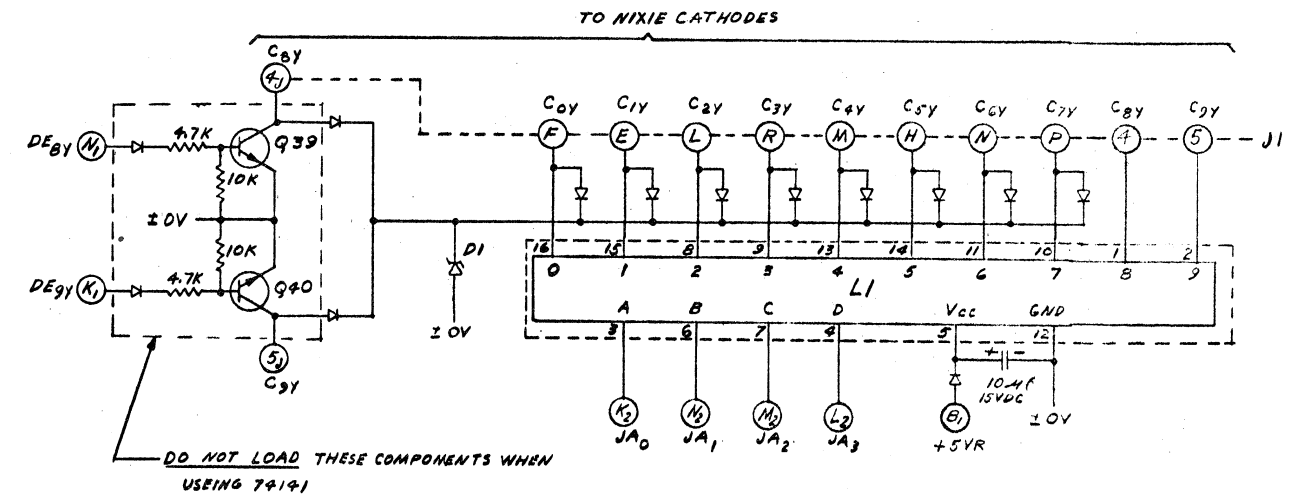 TO NIXIE CATHODES
C8Y
4J
C0Y C1Y C2Y C3Y C4Y C5Y C6Y C7Y C8Y C9Y
F E L R M H N P 4 5 J1
DE8Y N1 4.7K Q39
10K
± 0V
10K
DE9Y K1 4.7K Q40
D1
± 0V
5J
C9Y
16 15 8 9 13 14 11 10 1 2
0 1 2 3 4 5 6 7 8 9
L1
A B C D VCC GND
3 6 7 4 5 12
+ -
10 µF
15VDC
K2 N2 M2 L2 B1 ± 0V
JA0 JA1 JA2 JA3 +5VR
DO NOT LOAD THESE COMPONENTS WHEN
USEING 74141